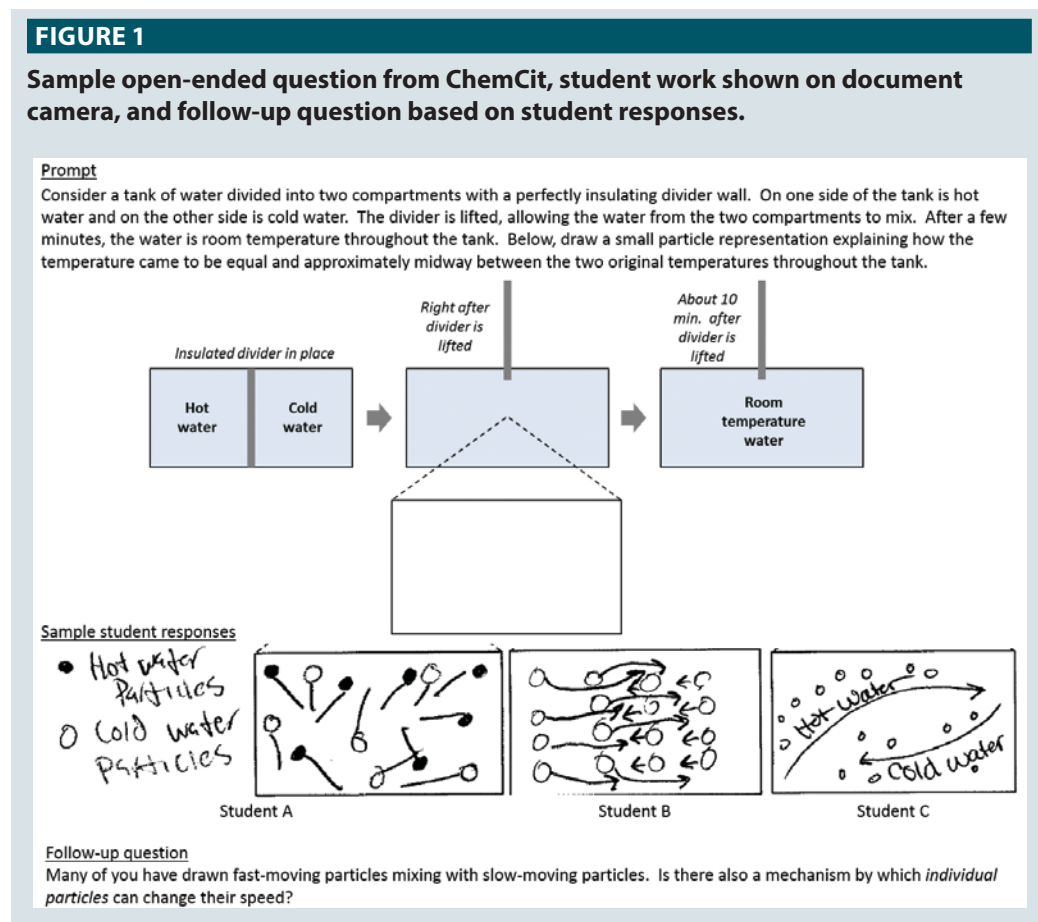 FIGURE 1
Sample open-ended question from ChemCit, student work shown on document
camera, and follow-up question based on student responses.
Prompt
Consider a tank of water divided into two compartments with a perfectly insulating divider wall.  On one side of the tank is hot
water and on the other side is cold water.  The divider is lifted, allowing the water from the two compartments to mix.  After a few
minutes, the water is room temperature throughout the tank.  Below, draw a small particle representation explaining how the
temperature came to be equal and approximately midway between the two original temperatures throughout the tank.
Insulated divider in place
Hot
water
Cold
water
Right after
divider is
lifted
About 10
min.  after
divider is
lifted
Room
temperature
water
Sample student responses
Hot water
Particles
Cold water
particles
Student A
Student B
Hot water
Cold water
Student C
Follow-up question
Many of you have drawn fast-moving particles mixing with slow-moving particles.  Is there also a mechanism by which individual
particles can change their speed?